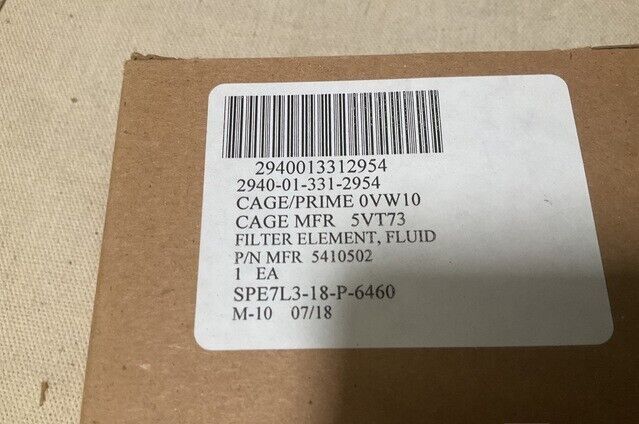 2940013312954
2940-01-331-2954
CAGE/PRIME 0VW10
CAGE MFR 5VT73
FILTER ELEMENT, FLUID
P/N MFR 5410502
1 EA
SPE7L3-18-P-6460
M-10 07/18